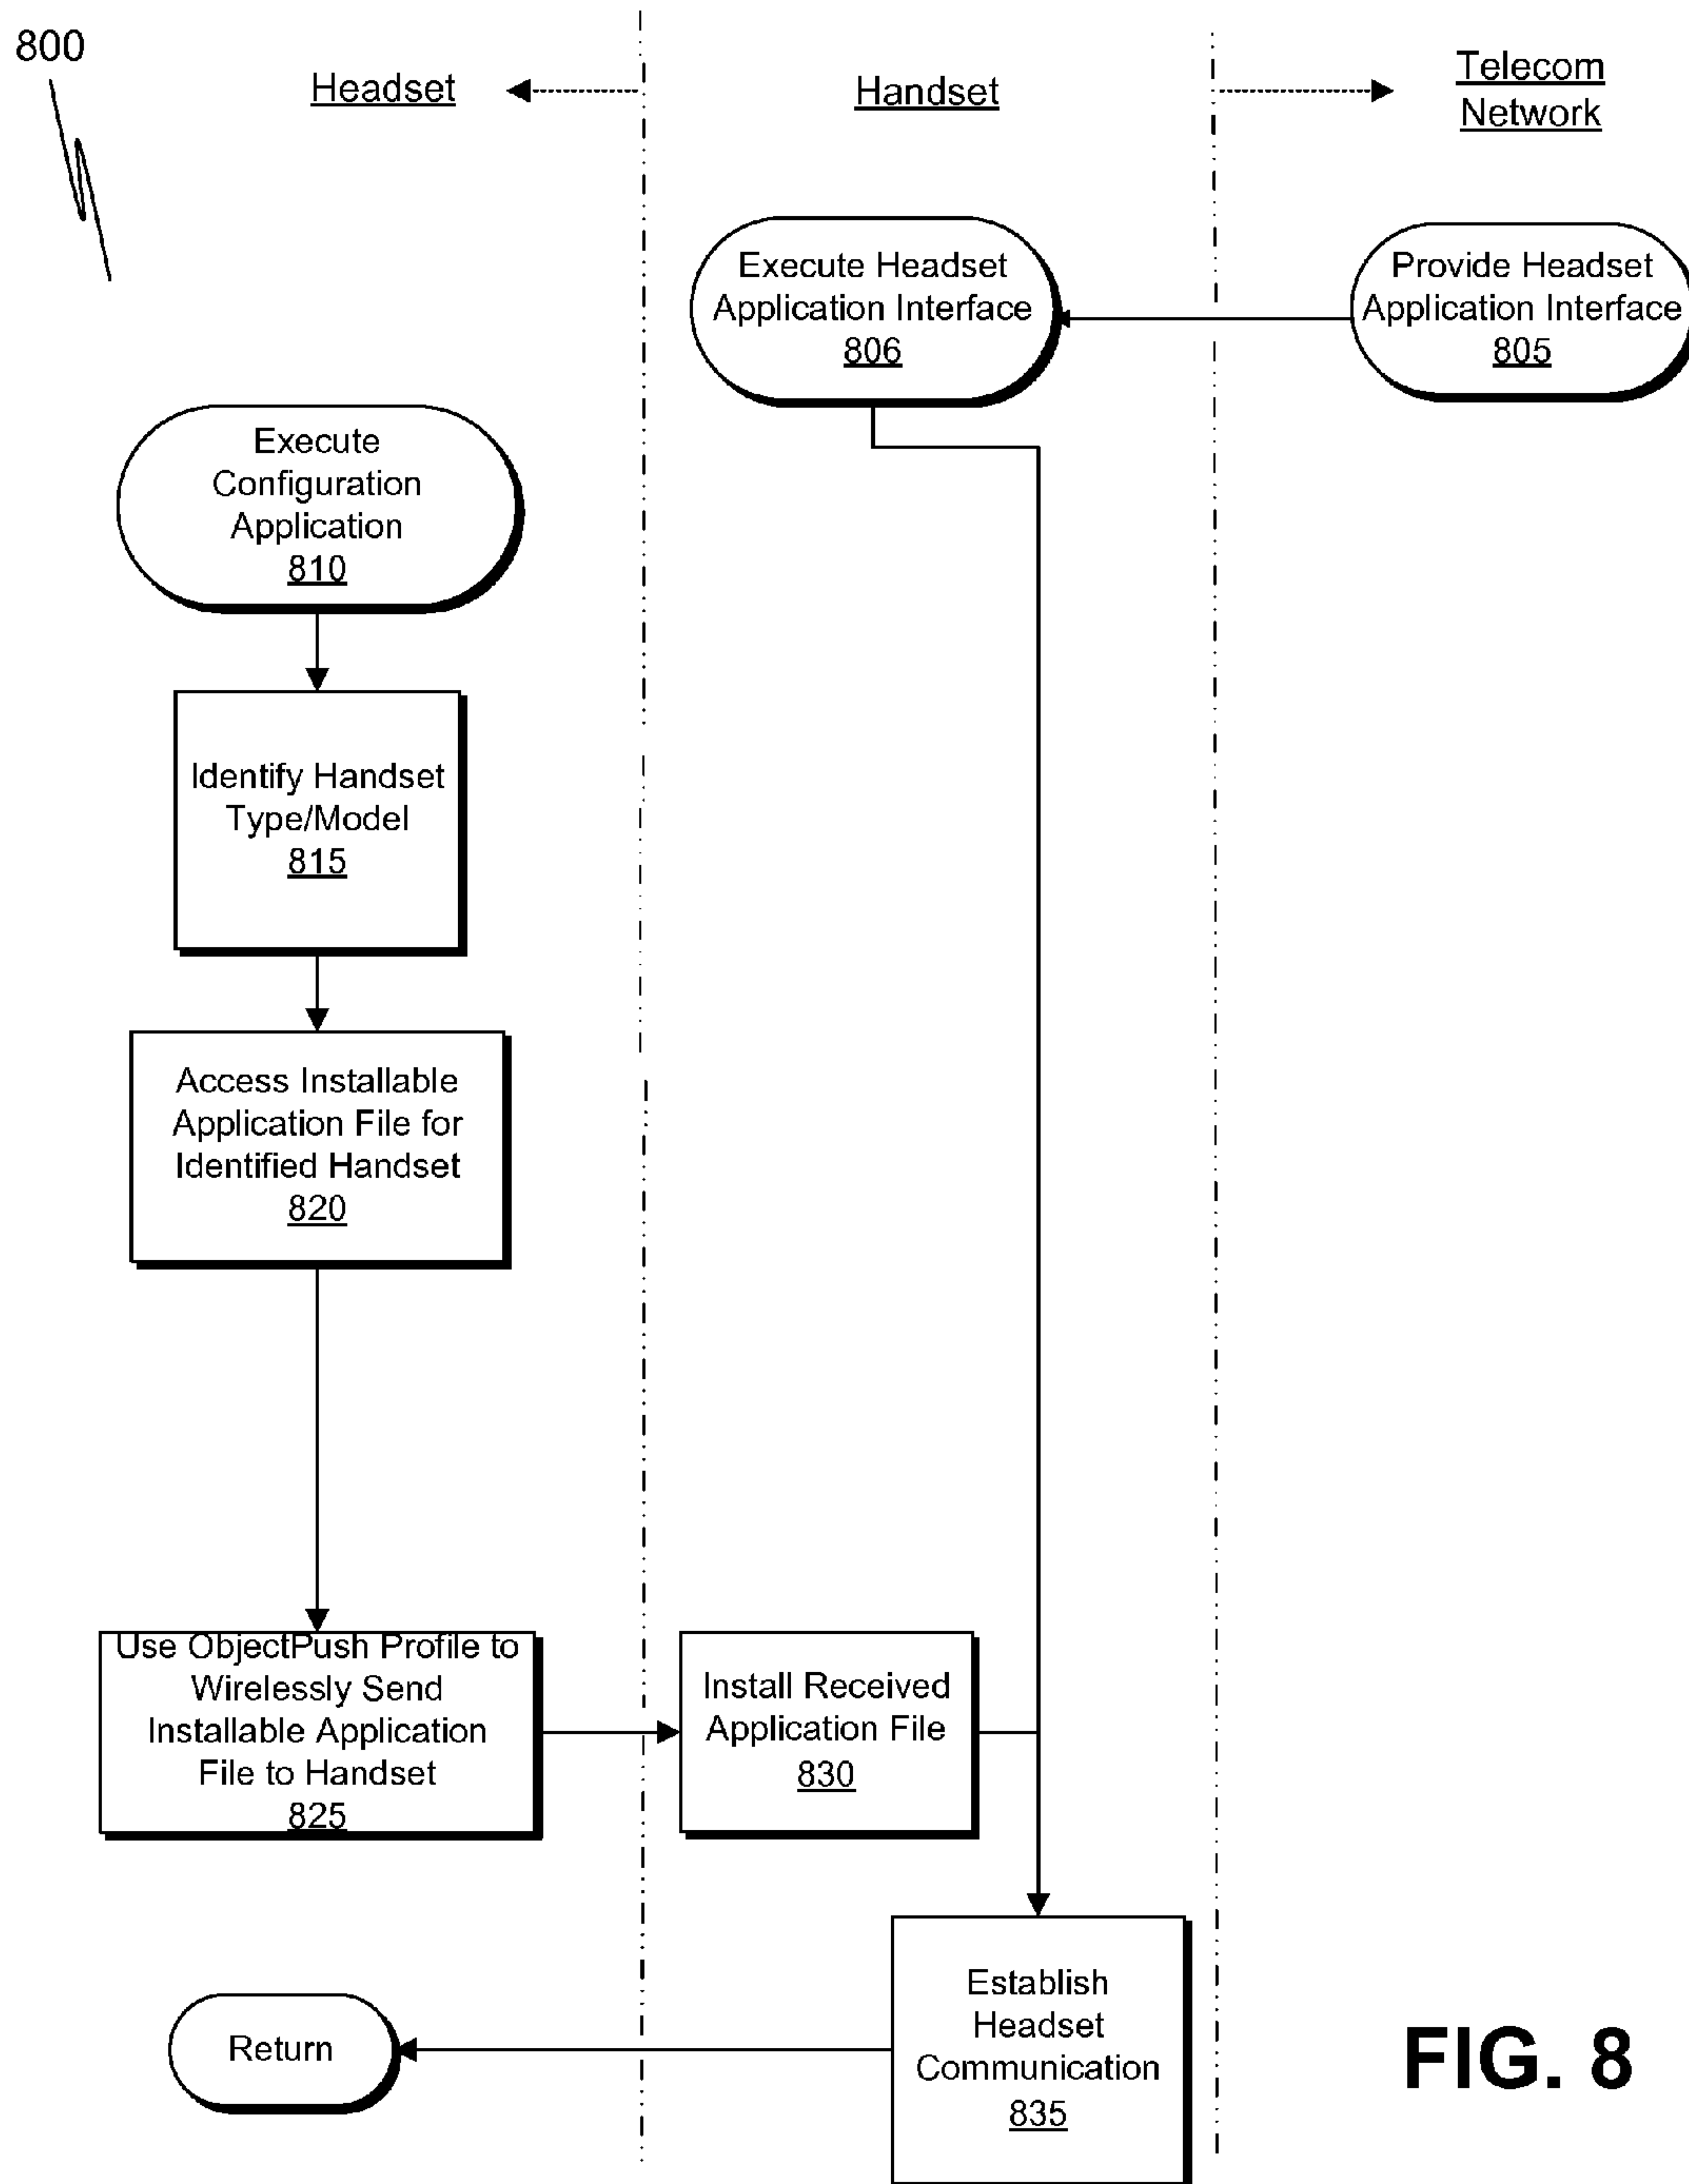 800
Headset
Handset
Telecom
Network
Execute Headset
Application Interface
806
Provide Headset
Application Interface
805
Execute
Configuration
Application
810
Identify Handset
Type/Model
815
Access Installable
Application File for
Identified Handset
820
Use ObjectPush Profile to
Wirelessly Send
Installable Application
File to Handset
825
Install Received
Application File
830
Establish
Headset
Communication
835
Return
FIG. 8